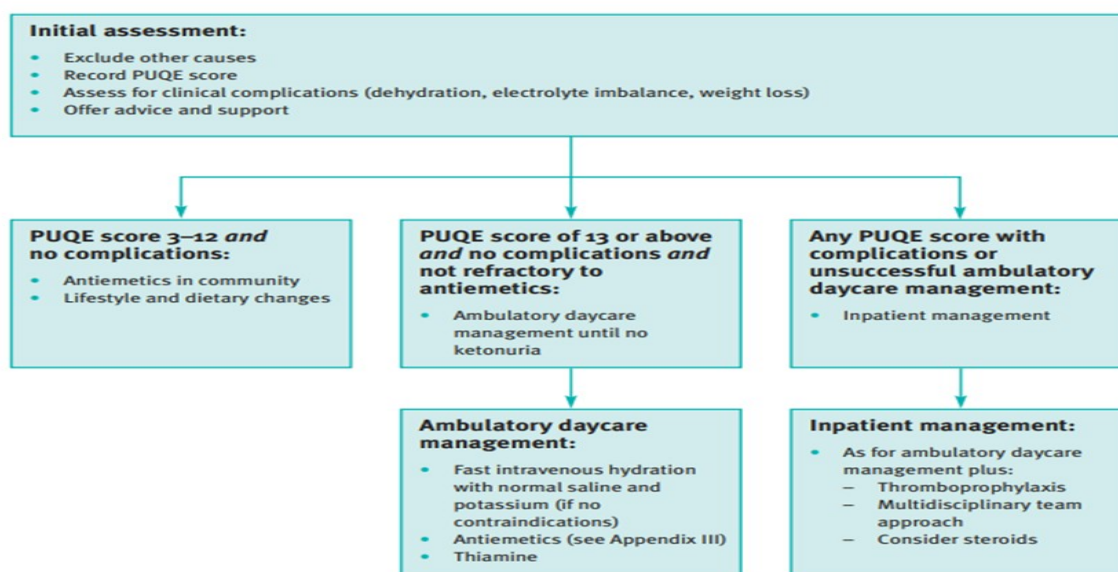 Initial assessment:
• Exclude other causes
• Record PUQE score
• Assess for clinical complications (dehydration, electrolyte imbalance, weight loss)
• Offer advice and support
PUQE score 3–12 and
no complications:
• Antiemetics in community
• Lifestyle and dietary changes
PUQE score of 13 or above
and no complications and
not refractory to
antiemetics:
• Ambulatory daycare
management until no
ketonuria
Any PUQE score with
complications or
unsuccessful ambulatory
daycare management:
• Inpatient management
Ambulatory daycare
management:
• Fast intravenous hydration
with normal saline and
potassium (if no
contraindications)
• Antiemetics (see Appendix III)
• Thiamine
Inpatient management:
• As for ambulatory daycare
management plus:
– Thromboprophylaxis
– Multidisciplinary team
approach
– Consider steroids